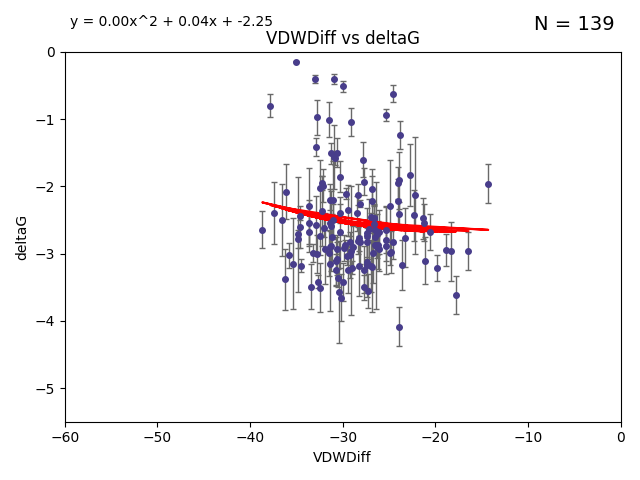 y = 0.00x^2 + 0.04x + -2.25
N = 139
VDWDiff vs deltaG
0
−1
−2
−3
−4
−5
deltaG
−60 −50 −40 −30 −20 −10 0
VDWDiff